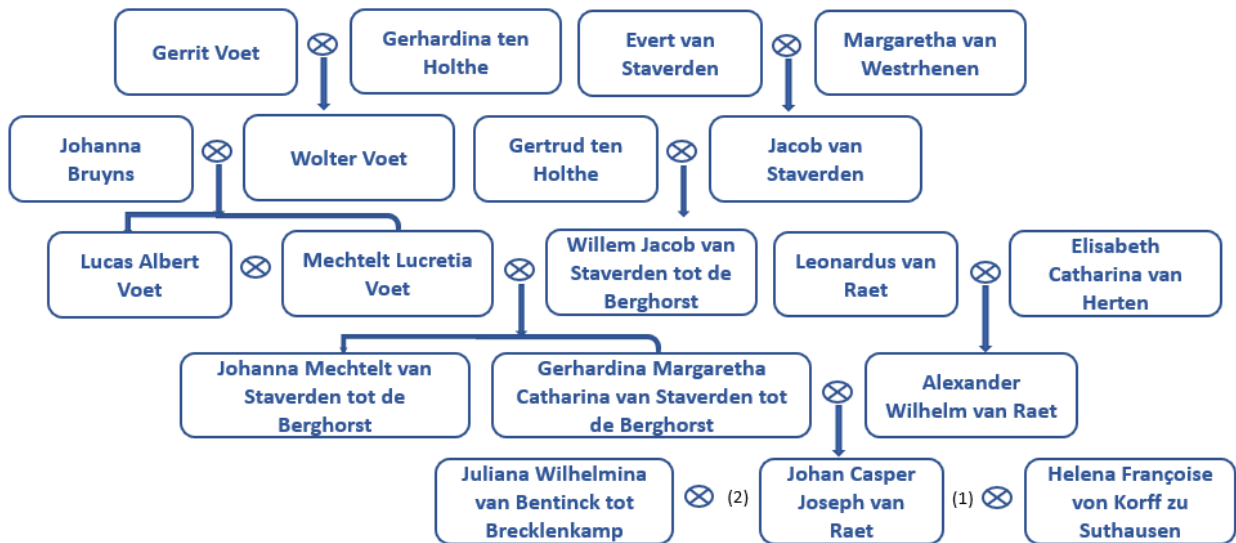 Gerrit Voet
Gerhardina ten
Holthe
Evert van
Staverden
Margaretha van
Westrhenen
Johanna
Bruyns
Wolter Voet
Gertrud ten
Holthe
Jacob van
Staverden
Lucas Albert
Voet
Mechtelt Lucretia
Voet
Willem Jacob van
Staverden tot de
Berghorst
Leonardus van
Raet
Elisabeth
Catharina van
Herten
Johanna Mechtelt van
Staverden tot de
Berghorst
Gerhardina Margaretha
Catharina van Staverden tot
de Berghorst
Alexander
Wilhelm van Raet
Juliana Wilhelmina
van Bentinck tot
Brecklenkamp
(2)
Johan Casper
Joseph van
Raet
(1)
Helena Françoise
von Korff zu
Suthausen